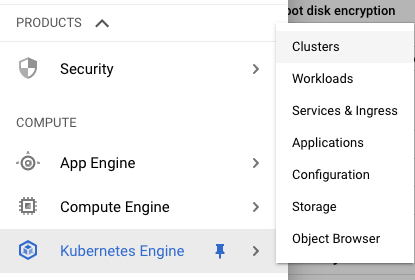 PRODUCTS
Security
COMPUTE
App Engine
Compute Engine
Kubernetes Engine
disk encryption
Clusters
Workloads
Services & Ingress
Applications
Configuration
Storage
Object Browser